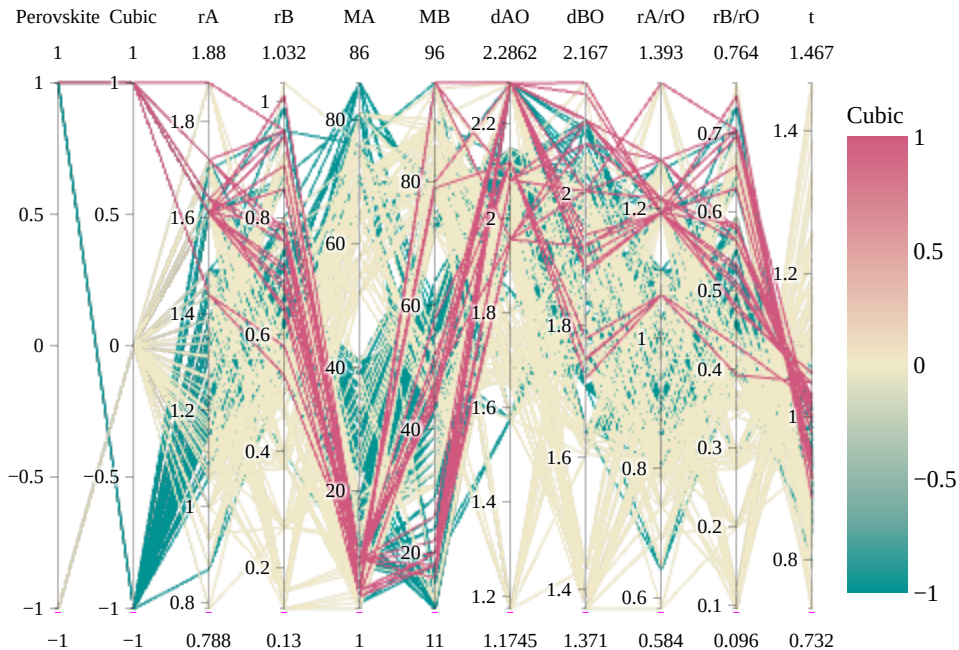 Perovskite Cubic rA rB MA MB dAO dBO rA/rO rB/rO t
1 1 1.88 1.032 86 96 2.2862 2.167 1.393 0.764 1.467
Cubic
1 1 1 1
1.8 80 2.2 0.7 1.4
80 2
0.5 0.5 1.6 0.8 2 1.2 0.6
60 0.5
1.2
0.5
0 0 1.4 0.6 60 1.8 1.8 1 0.5
40 0.4 0
1.2 0.4 40 1.6 1
−0.5 −0.5 20 1.6 0.8 0.3
1 1.4 −0.5
0.2 20 0.2
0.8 1.4 0.8
−1 −1 0.8 1.2 0.6 0.1 −1
−1 −1 0.788 0.13 1 11 1.1745 1.371 0.584 0.096 0.732